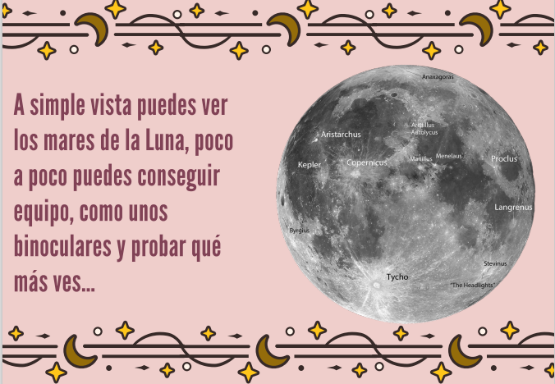 A simple vista puedes ver
los mares de la Luna, poco
a poco puedes conseguir
equipo, como unos
binoculares y probar qué
más ves...
Anaxagoras
Aristillus
Autolycus
Aristarchus
Manilius
Menelaus
Kepler
Copernicus
Proclus
Langrenus
Byrgius
Stevinus
Tycho
"The Headlights"